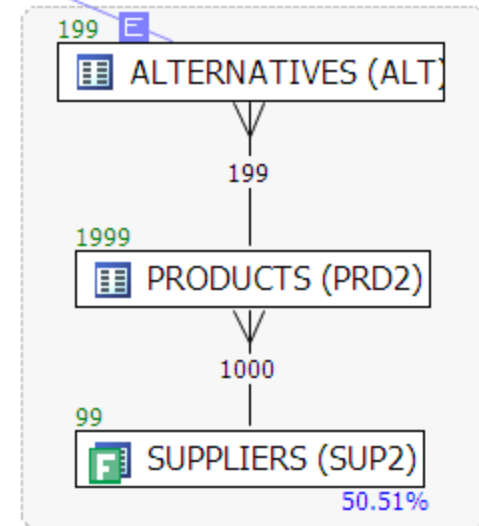 199 E
ALTERNATIVES (ALT)
199
1999
PRODUCTS (PRD2)
1000
99
F SUPPLIERS (SUP2)
50.51%